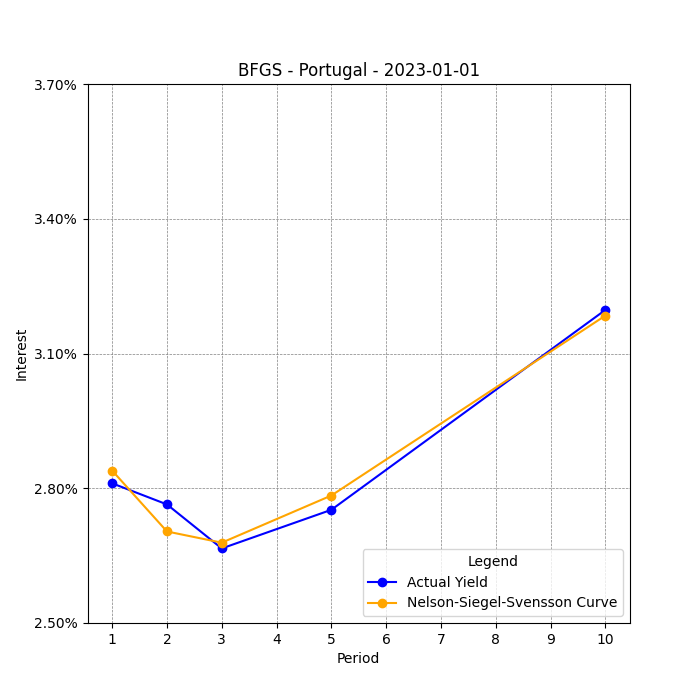 BFGS - Portugal - 2023-01-01
3.70%
3.40%
3.10%
2.80%
2.50%
Interest
Legend
Actual Yield
Nelson-Siegel-Svensson Curve
1 2 3 4 5 6 7 8 9 10
Period